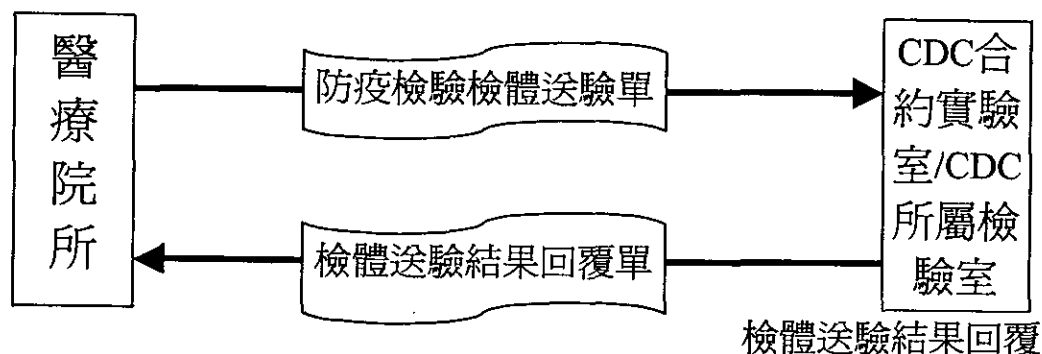 醫
療
院
所
防疫檢驗檢體送驗單
檢體送驗結果回覆單
CDC合
約實驗
室/CDC
所屬檢
驗室
檢體送驗結果回覆